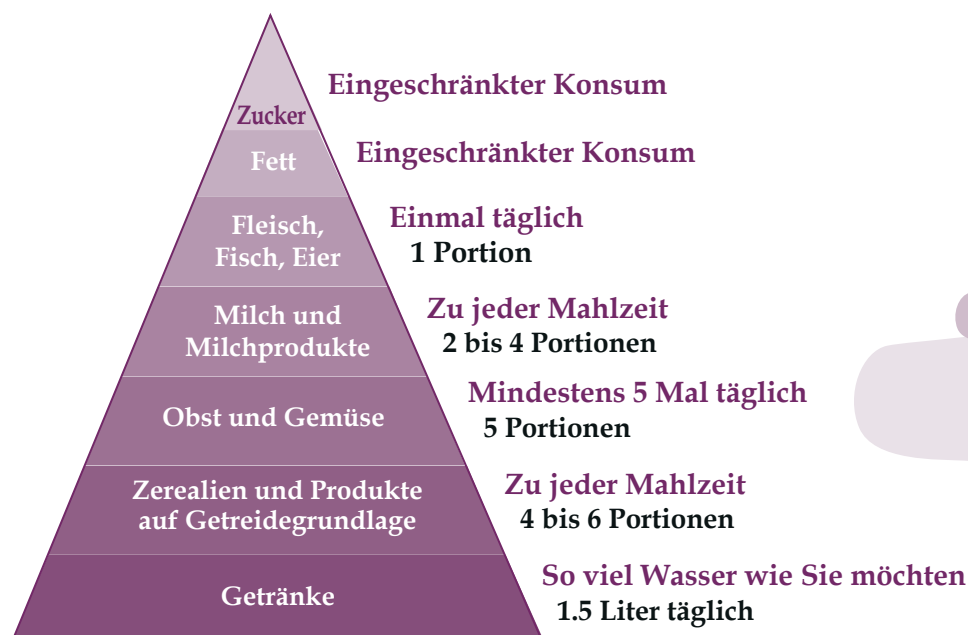 Zucker
Eingeschränkter Konsum
Fett
Eingeschränkter Konsum
Fleisch,
Fisch, Eier
Einmal täglich
1 Portion
Milch und
Milchprodukte
Zu jeder Mahlzeit
2 bis 4 Portionen
Obst und Gemüse
Mindestens 5 Mal täglich
5 Portionen
Zerealien und Produkte
auf Getreidegrundlage
Zu jeder Mahlzeit
4 bis 6 Portionen
Getränke
So viel Wasser wie Sie möchten
1.5 Liter täglich